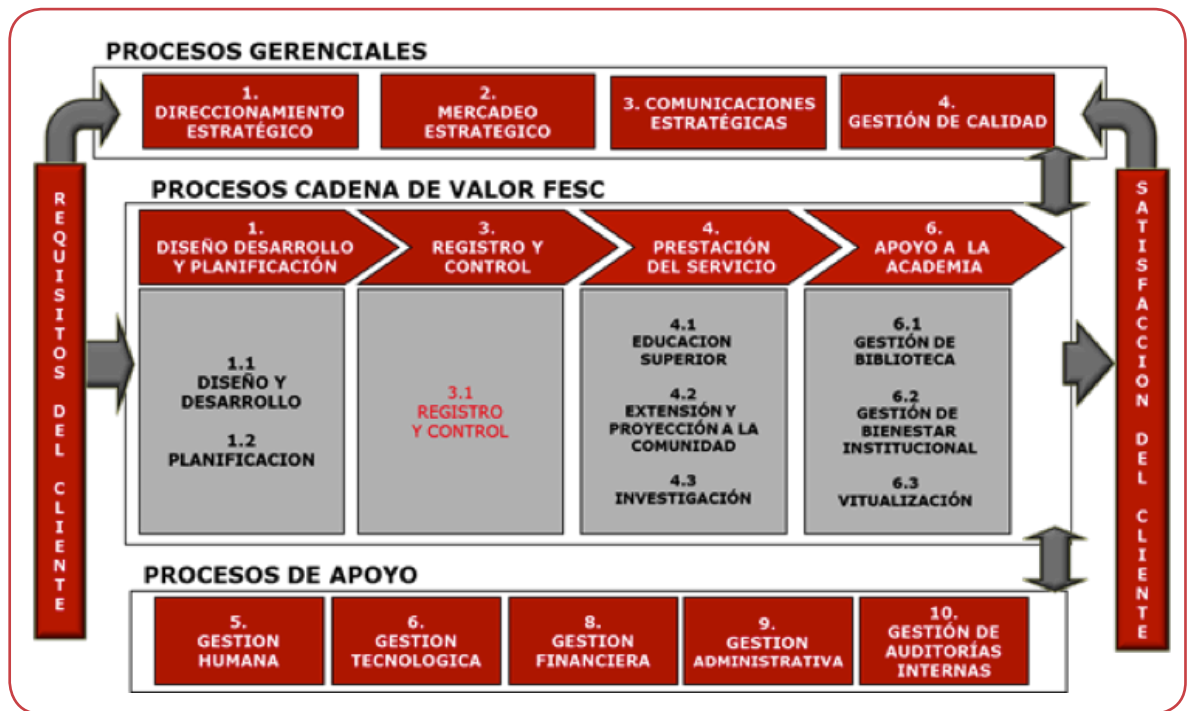 PROCESOS GERENCIALES
1.
DIRECCIONAMIENTO
ESTRATÉGICO
2.
MERCADEO
ESTRATEGICO
3. COMUNICACIONES
ESTRATÉGICAS
4.
GESTIÓN DE CALIDAD
REQUISITOS DEL CLIENTE
PROCESOS CADENA DE VALOR FESC
1.
DISEÑO DESARROLLO
Y PLANIFICACIÓN
3.
REGISTRO Y
CONTROL
4.
PRESTACIÓN
DEL SERVICIO
6.
APOYO A LA
ACADEMIA
1.1
DISEÑO Y
DESARROLLO
1.2
PLANIFICACION
3.1
REGISTRO
Y CONTROL
4.1
EDUCACION
SUPERIOR
4.2
EXTENSIÓN Y
PROYECCIÓN A LA
COMUNIDAD
4.3
INVESTIGACIÓN
6.1
GESTIÓN DE
BIBLIOTECA
6.2
GESTIÓN DE
BIENESTAR
INSTITUCIONAL
6.3
VITUALIZACIÓN
SATISFACCION DEL CLIENTE
PROCESOS DE APOYO
5.
GESTION
HUMANA
6.
GESTION
TECNOLOGICA
8.
GESTION
FINANCIERA
9.
GESTION
ADMINISTRATIVA
10.
GESTIÓN DE
AUDITORÍAS
INTERNAS